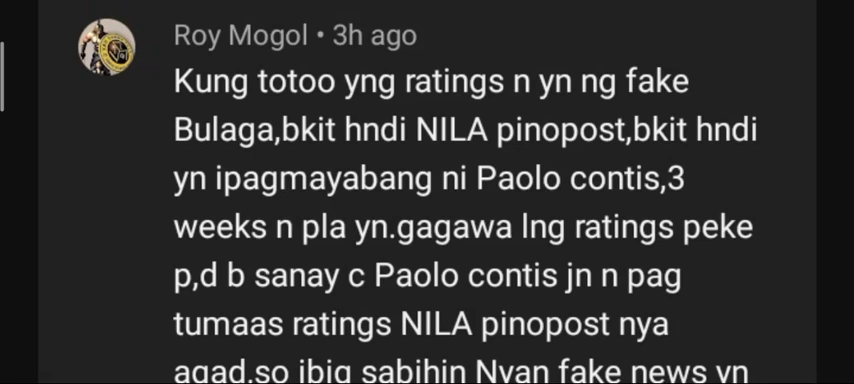 Roy Mogol • 3h ago
Kung totoo yng ratings n yn ng fake
Bulaga,bkit hndi NILA pinopost,bkit hndi
yn ipagmayabang ni Paolo contis,3
weeks n pla yn.gagawa lng ratings peke
p,d b sanay c Paolo contis jn n pag
tumaas ratings NILA pinopost nya
agad.so ibig sabihin Nyan fake news yn